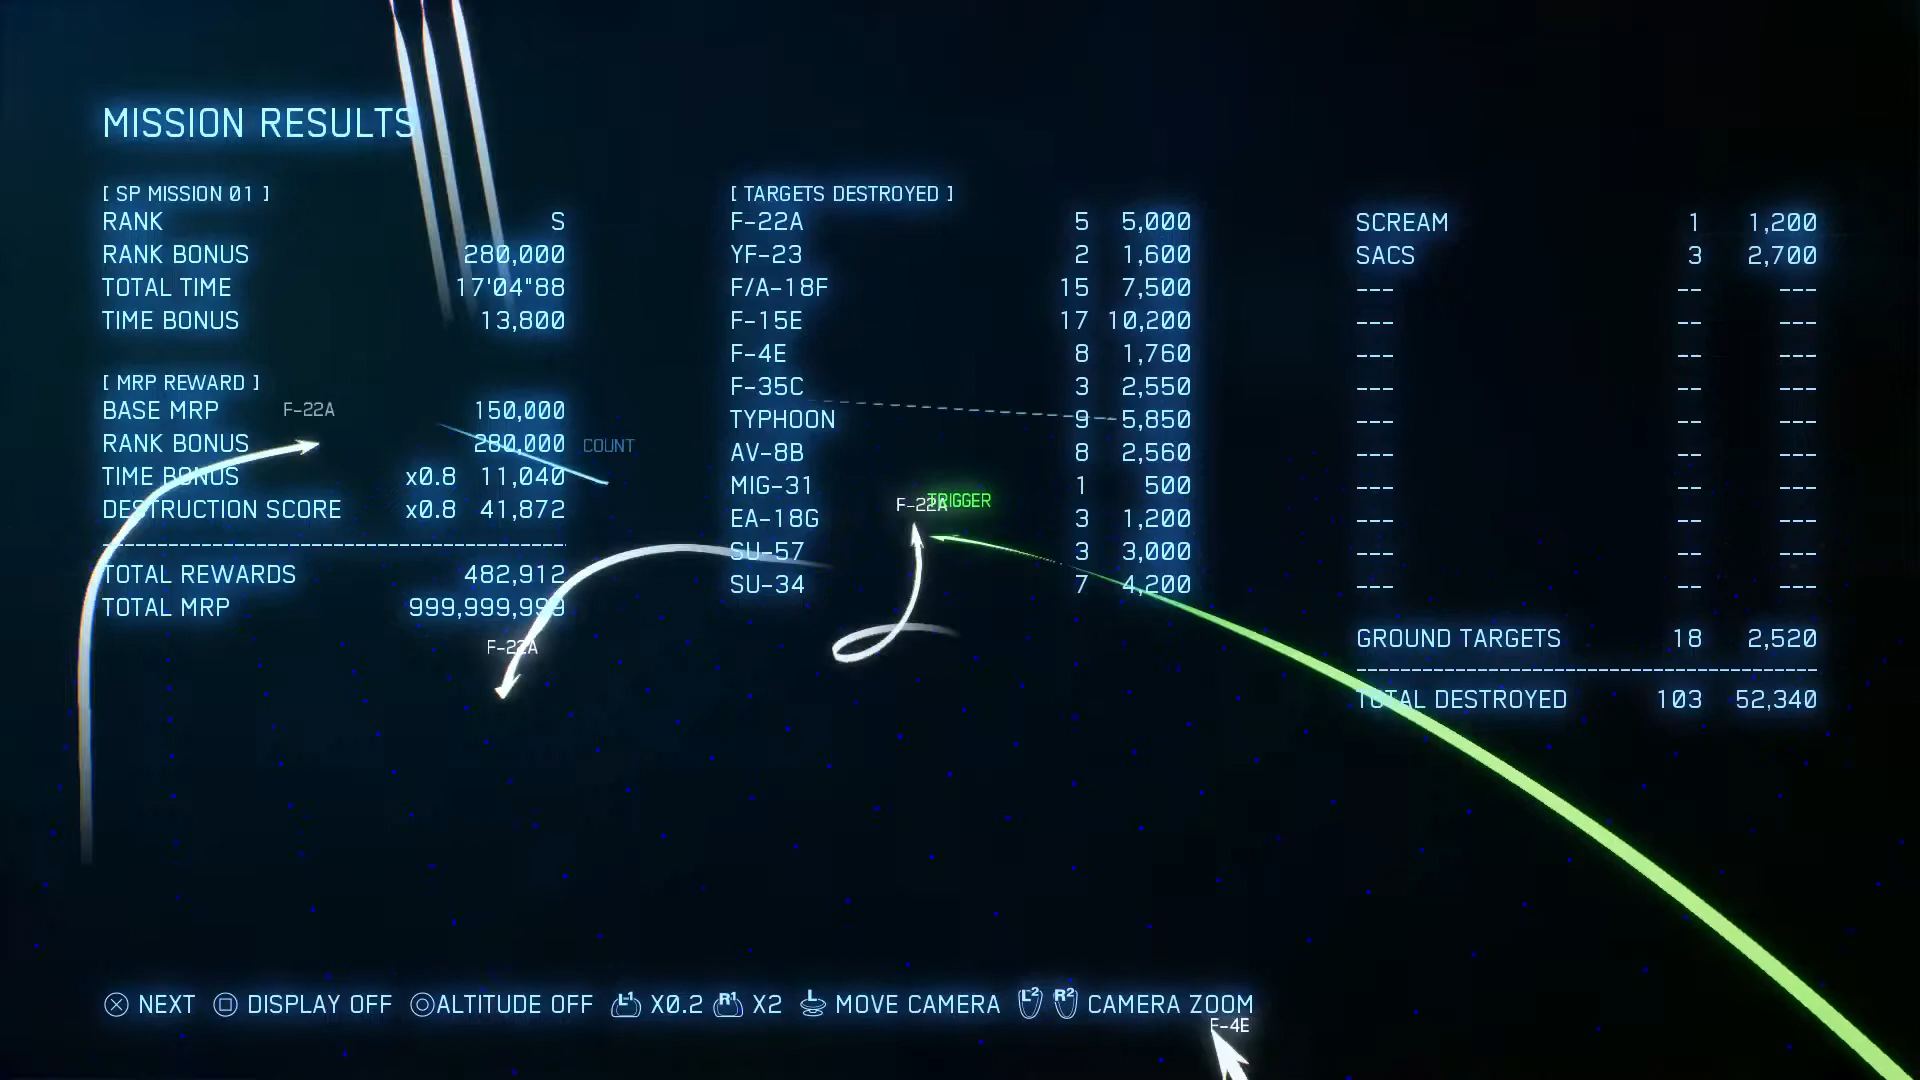 MISSION RESULTS
[ SP MISSION 01 ]
RANK S
RANK BONUS 280,000
TOTAL TIME 17'04"88
TIME BONUS 13,800
[ MRP REWARD ]
BASE MRP 150,000
RANK BONUS 280,000
TIME BONUS x0.8 11,040
DESTRUCTION SCORE x0.8 41,872
TOTAL REWARDS 482,912
TOTAL MRP 999,999,999
[ TARGETS DESTROYED ]
F-22A 5 5,000
YF-23 2 1,600
F/A-18F 15 7,500
F-15E 17 10,200
F-4E 8 1,760
F-35C 3 2,550
TYPHOON 9 5,850
AV-8B 8 2,560
MIG-31 1 500
EA-18G 3 1,200
SU-57 3 3,000
SU-34 7 4,200
SCREAM 1 1,200
SACS 3 2,700
--- -- ---
--- -- ---
--- -- ---
--- -- ---
--- -- ---
--- -- ---
--- -- ---
--- -- ---
--- -- ---
--- -- ---
GROUND TARGETS 18 2,520
TOTAL DESTROYED 103 52,340
F-22A
COUNT
F-22A
TRIGGER
F-22A
NEXT DISPLAY OFF ALTITUDE OFF L1 X0.2 R1 X2 L MOVE CAMERA L2 R2 CAMERA ZOOM
F-4E